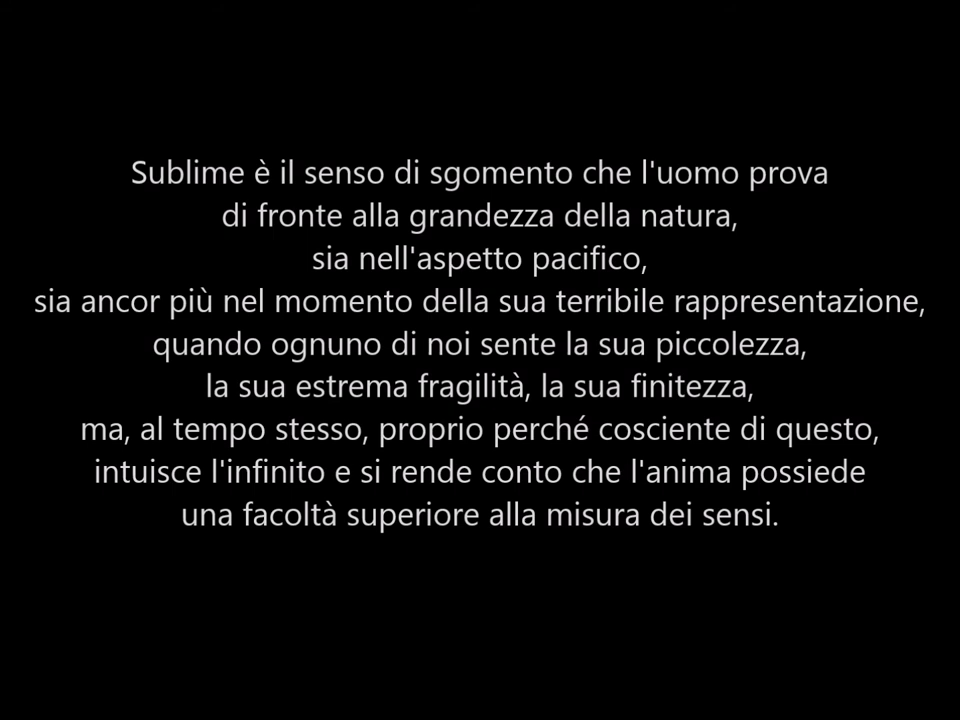 Sublime è il senso di sgomento che l'uomo prova
di fronte alla grandezza della natura,
sia nell'aspetto pacifico,
sia ancor più nel momento della sua terribile rappresentazione,
quando ognuno di noi sente la sua piccolezza,
la sua estrema fragilità, la sua finitezza,
ma, al tempo stesso, proprio perché cosciente di questo,
intuisce l'infinito e si rende conto che l'anima possiede
una facoltà superiore alla misura dei sensi.